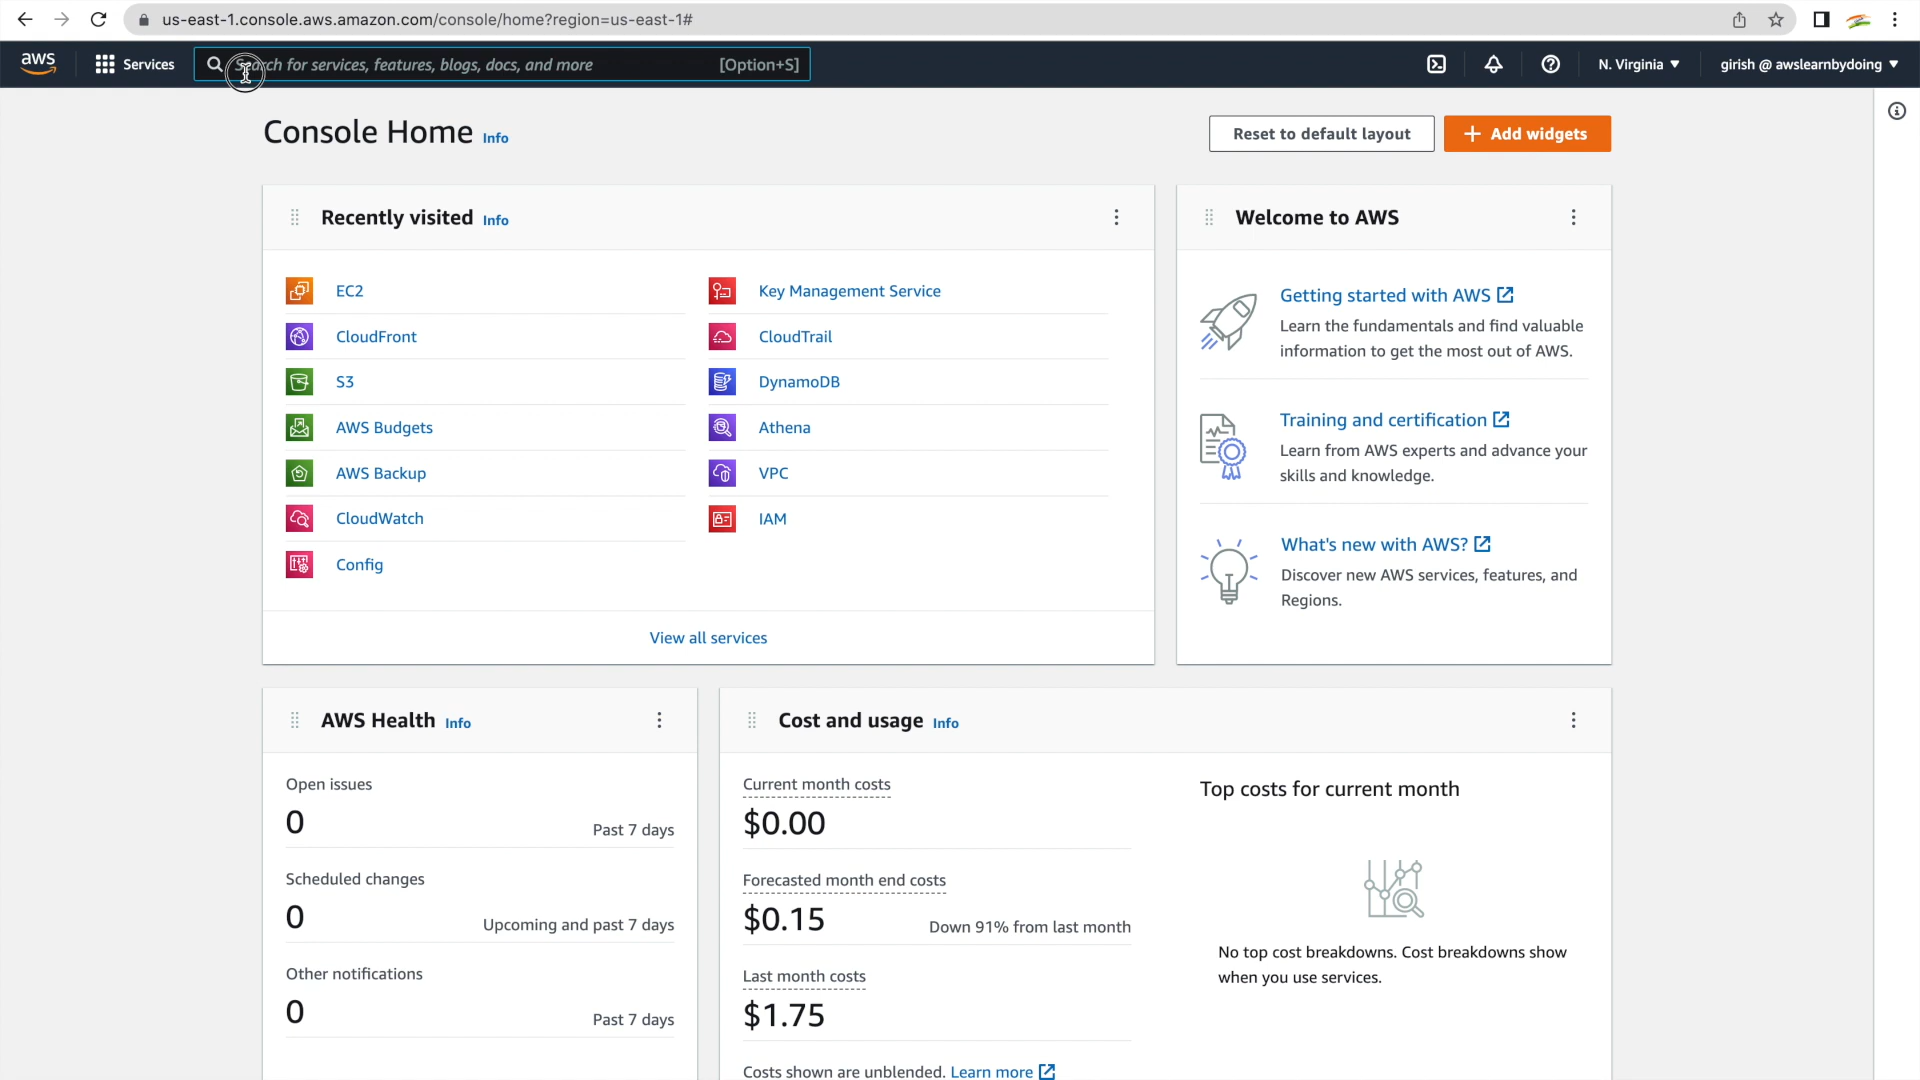 us-east-1.console.aws.amazon.com/console/home?region=us-east-1#
aws
Services
Search for services, features, blogs, docs, and more
[Option+S]
N. Virginia ▼
girish @ awslearnbydoing ▼
Console Home Info
Reset to default layout
+ Add widgets
Recently visited Info
EC2
CloudFront
S3
AWS Budgets
AWS Backup
CloudWatch
Config
Key Management Service
CloudTrail
DynamoDB
Athena
VPC
IAM
View all services
Welcome to AWS
Getting started with AWS
Learn the fundamentals and find valuable
information to get the most out of AWS.
Training and certification
Learn from AWS experts and advance your
skills and knowledge.
What's new with AWS?
Discover new AWS services, features, and
Regions.
AWS Health Info
Open issues
0
Past 7 days
Scheduled changes
0
Upcoming and past 7 days
Other notifications
0
Past 7 days
Cost and usage Info
Current month costs
$0.00
Forecasted month end costs
$0.15
Down 91% from last month
Last month costs
$1.75
Costs shown are unblended. Learn more
Top costs for current month
No top cost breakdowns. Cost breakdowns show
when you use services.